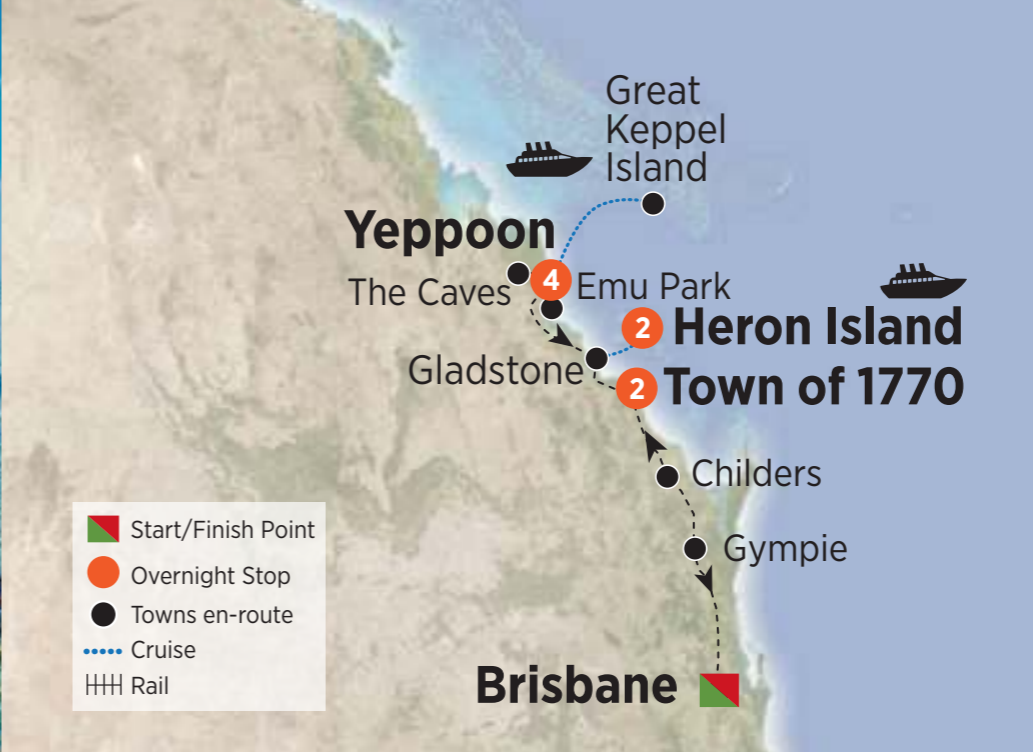 Great
Keppel
Island
Yeppoon
4
The Caves
Emu Park
2
Heron Island
Gladstone
2
Town of 1770
Childers
Gympie
Brisbane
Start/Finish Point
Overnight Stop
Towns en-route
Cruise
Rail